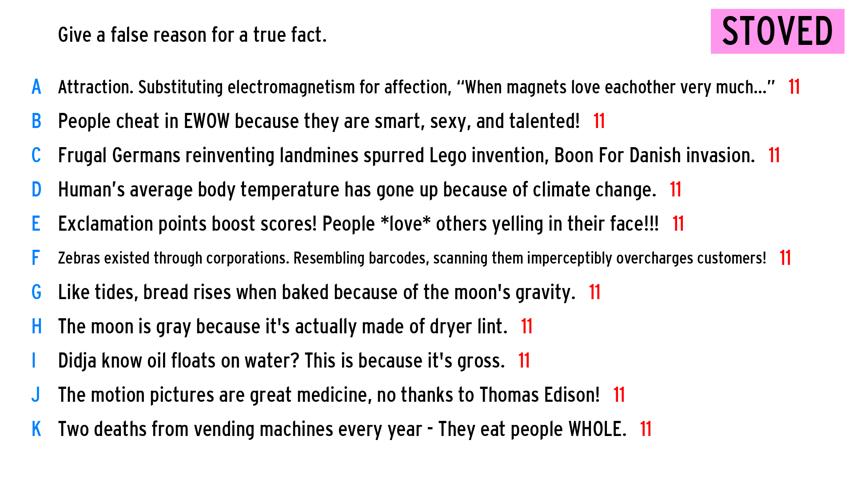 Give a false reason for a true fact.
STOVED
A Attraction. Substituting electromagnetism for affection, “When magnets love eachother very much...” 11
B People cheat in EWOW because they are smart, sexy, and talented! 11
C Frugal Germans reinventing landmines spurred Lego invention, Boon For Danish invasion. 11
D Human’s average body temperature has gone up because of climate change. 11
E Exclamation points boost scores! People *love* others yelling in their face!!! 11
F Zebras existed through corporations. Resembling barcodes, scanning them imperceptibly overcharges customers! 11
G Like tides, bread rises when baked because of the moon's gravity. 11
H The moon is gray because it's actually made of dryer lint. 11
I Didja know oil floats on water? This is because it's gross. 11
J The motion pictures are great medicine, no thanks to Thomas Edison! 11
K Two deaths from vending machines every year - They eat people WHOLE. 11